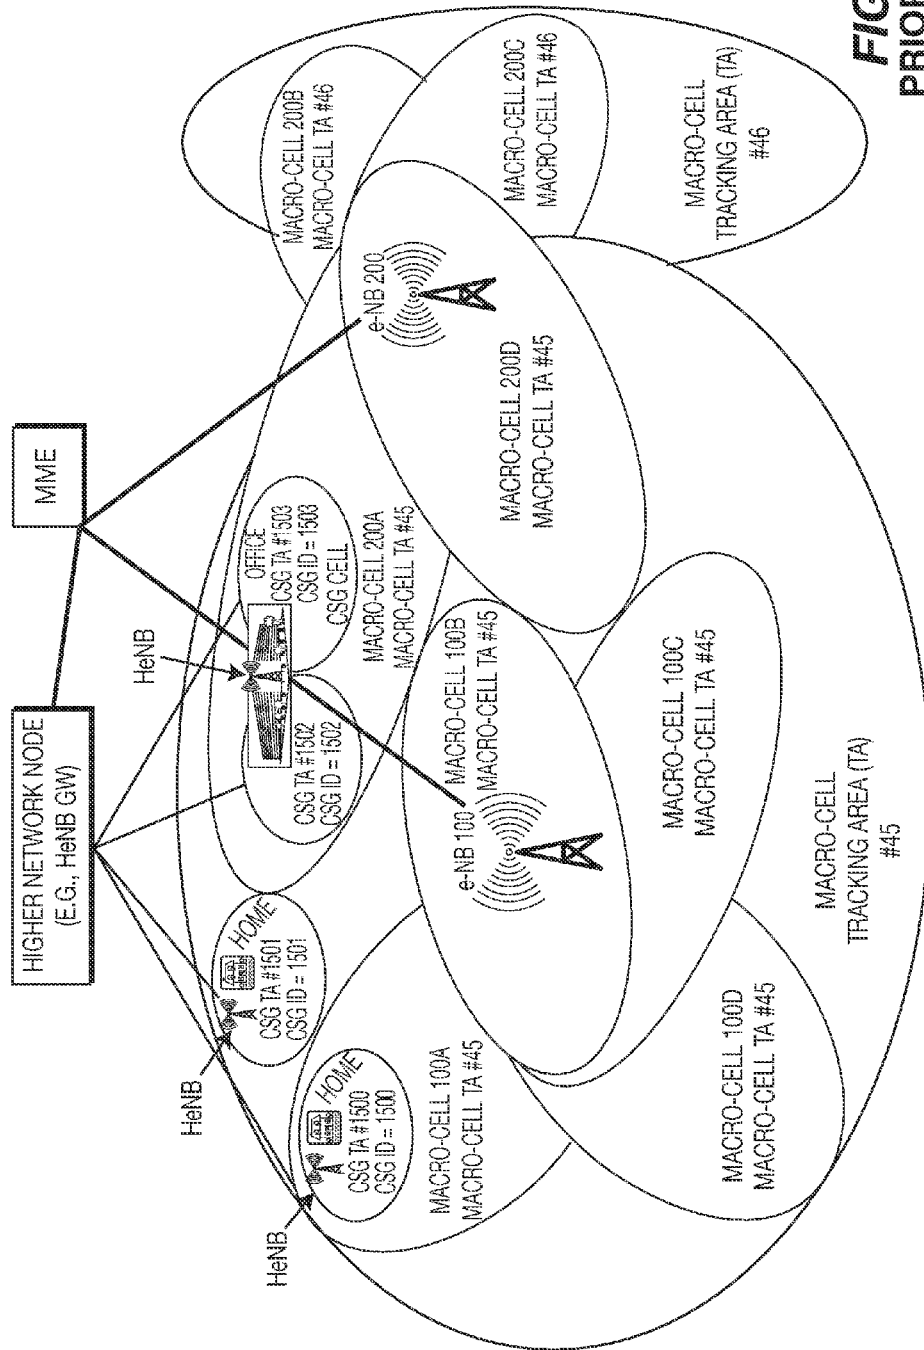 HIGHER NETWORK NODE
(E.G., HeNB GW)
MME
HeNB
HeNB
HeNB
HOME
CSG TA #1500
CSG ID = 1500
HOME
CSG TA #1501
CSG ID = 1501
CSG TA #1502
CSG ID = 1502
OFFICE
CSG TA #1503
CSG ID = 1503
CSG CELL
MACRO-CELL 200A
MACRO-CELL TA #45
MACRO-CELL 200B
MACRO-CELL TA #46
MACRO-CELL 100A
MACRO-CELL TA #45
e-NB 100
MACRO-CELL 100B
MACRO-CELL TA #45
e-NB 200
MACRO-CELL 200D
MACRO-CELL TA #45
MACRO-CELL 200C
MACRO-CELL TA #46
MACRO-CELL 100C
MACRO-CELL TA #45
MACRO-CELL 100D
MACRO-CELL TA #45
MACRO-CELL
TRACKING AREA (TA)
#45
MACRO-CELL
TRACKING AREA (TA)
#46
FIG
PRIOR